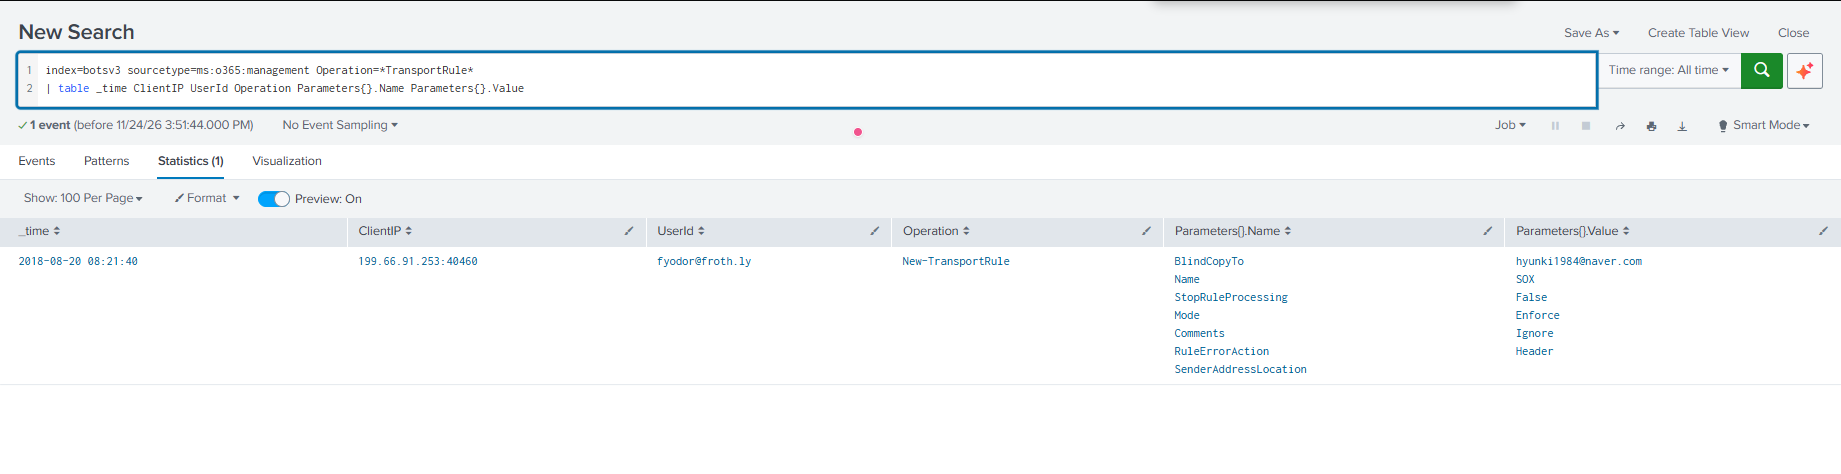 New Search
Save As Create Table View Close
1 index=botsv3 sourcetype=ms:o365:management Operation=*TransportRule*
2 | table _time ClientIP UserId Operation Parameters{}.Name Parameters{}.Value
Time range: All time
1 event (before 11/24/26 3:51:44.000 PM) No Event Sampling
Job Smart Mode
Events Patterns Statistics (1) Visualization
Show: 100 Per Page Format Preview: On
_time ClientIP UserId Operation Parameters{}.Name Parameters{}.Value
2018-08-20 08:21:40 199.66.91.253:40460 fyodor@froth.ly New-TransportRule BlindCopyTo hyunki1984@naver.com
Name SOX
StopRuleProcessing False
Mode Enforce
Comments Ignore
RuleErrorAction Header
SenderAddressLocation